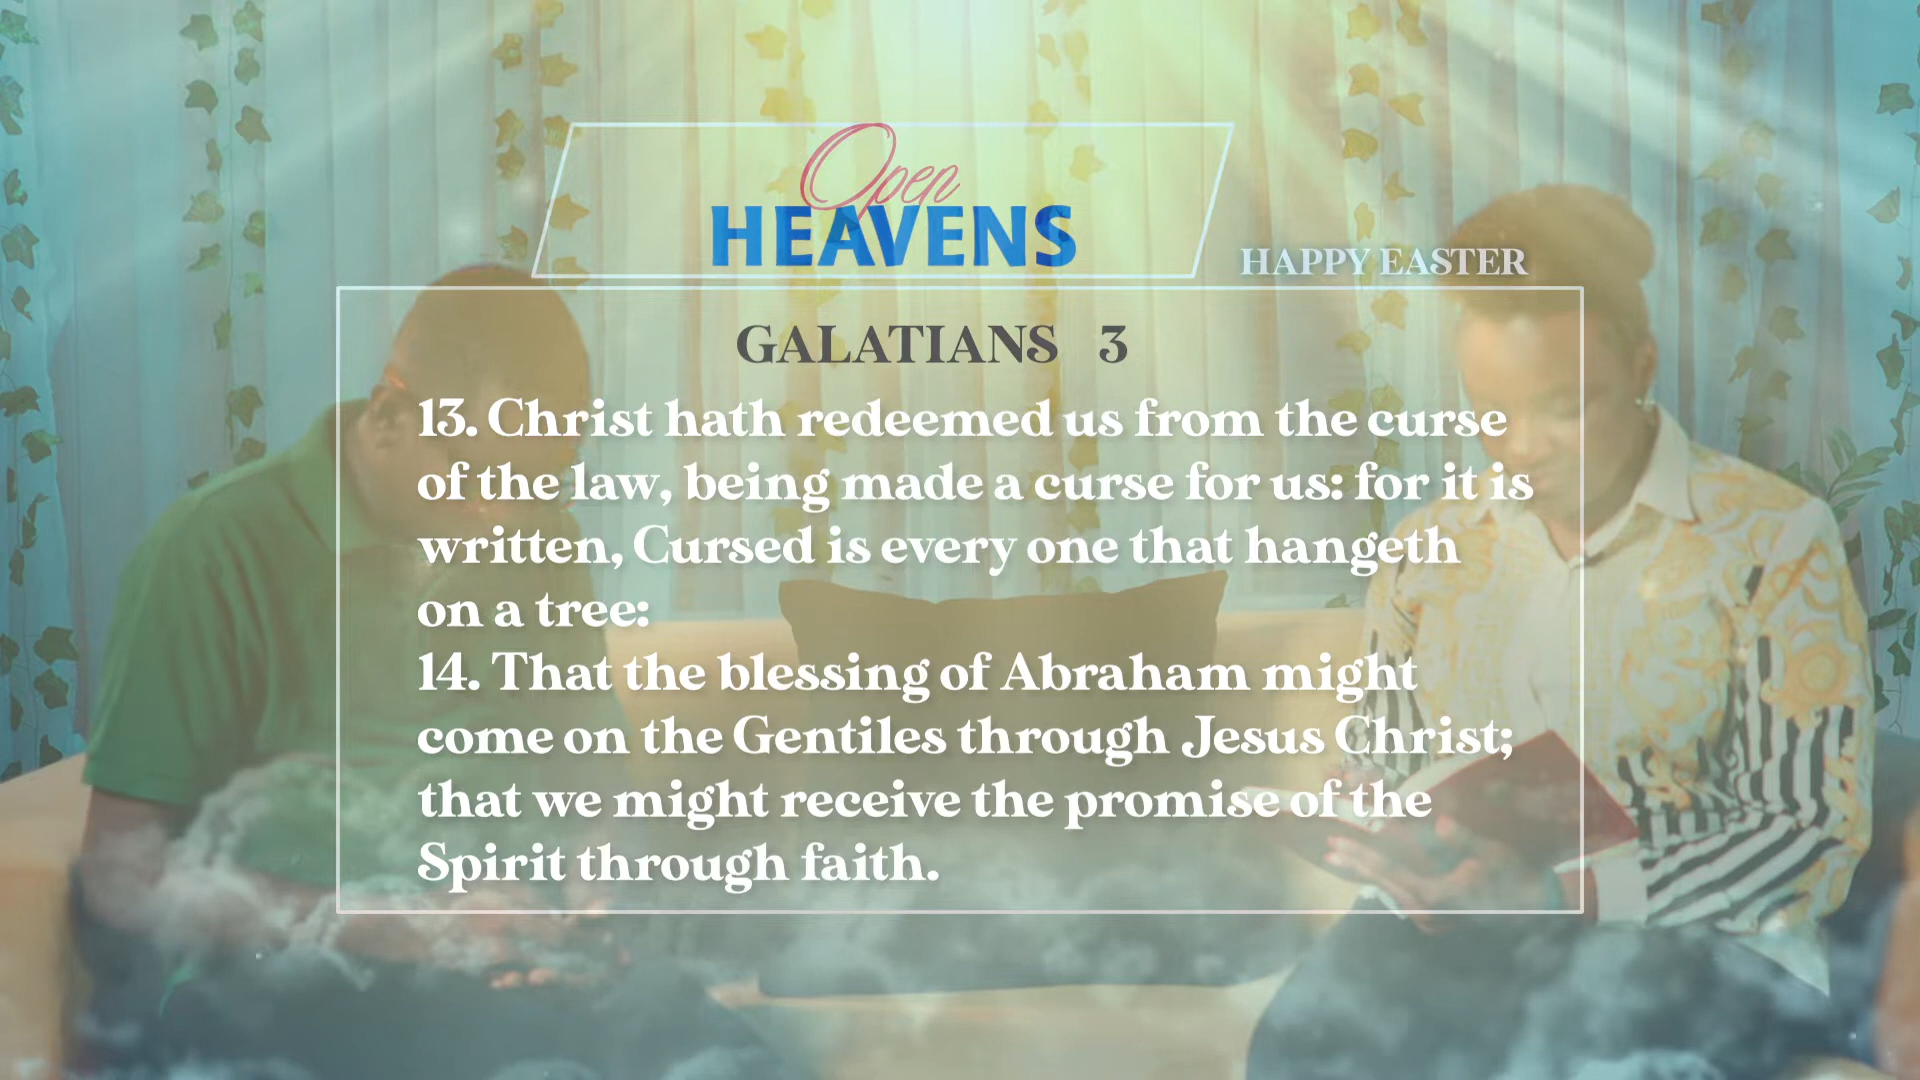 Open
HEAVENS
HAPPY EASTER
GALATIANS 3
13. Christ hath redeemed us from the curse
of the law, being made a curse for us: for it is
written, Cursed is every one that hangeth
on a tree:
14. That the blessing of Abraham might
come on the Gentiles through Jesus Christ;
that we might receive the promise of the
Spirit through faith.